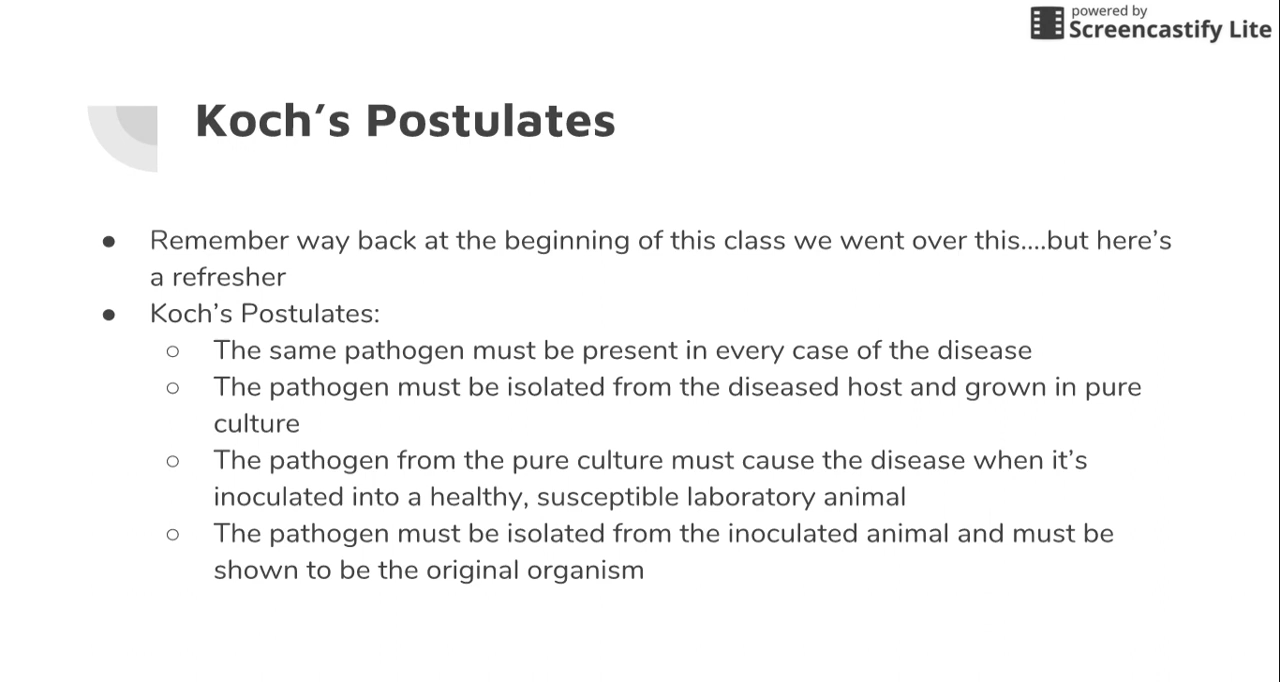 powered by
Screencastify Lite
Koch’s Postulates
● Remember way back at the beginning of this class we went over this....but here’s
a refresher
● Koch’s Postulates:
○ The same pathogen must be present in every case of the disease
○ The pathogen must be isolated from the diseased host and grown in pure
culture
○ The pathogen from the pure culture must cause the disease when it’s
inoculated into a healthy, susceptible laboratory animal
○ The pathogen must be isolated from the inoculated animal and must be
shown to be the original organism